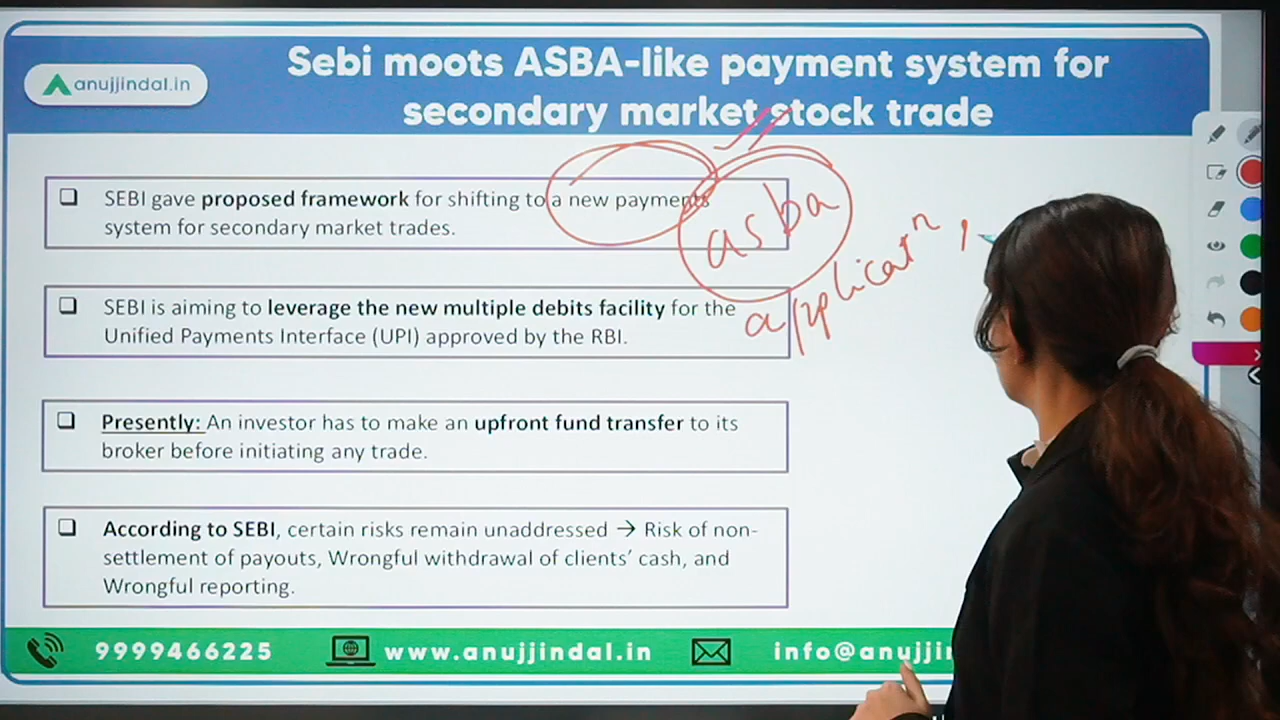 Sebi moots ASBA-like payment system for
secondary market stock trade
anujjindal.in
SEBI gave proposed framework for shifting to a new payments
system for secondary market trades.
asba
applicatⁿ
SEBI is aiming to leverage the new multiple debits facility for the
Unified Payments Interface (UPI) approved by the RBI.
Presently: An investor has to make an upfront fund transfer to its
broker before initiating any trade.
According to SEBI, certain risks remain unaddressed → Risk of non-
settlement of payouts, Wrongful withdrawal of clients' cash, and
Wrongful reporting.
9999466225 www.anujjindal.in info@anujjin